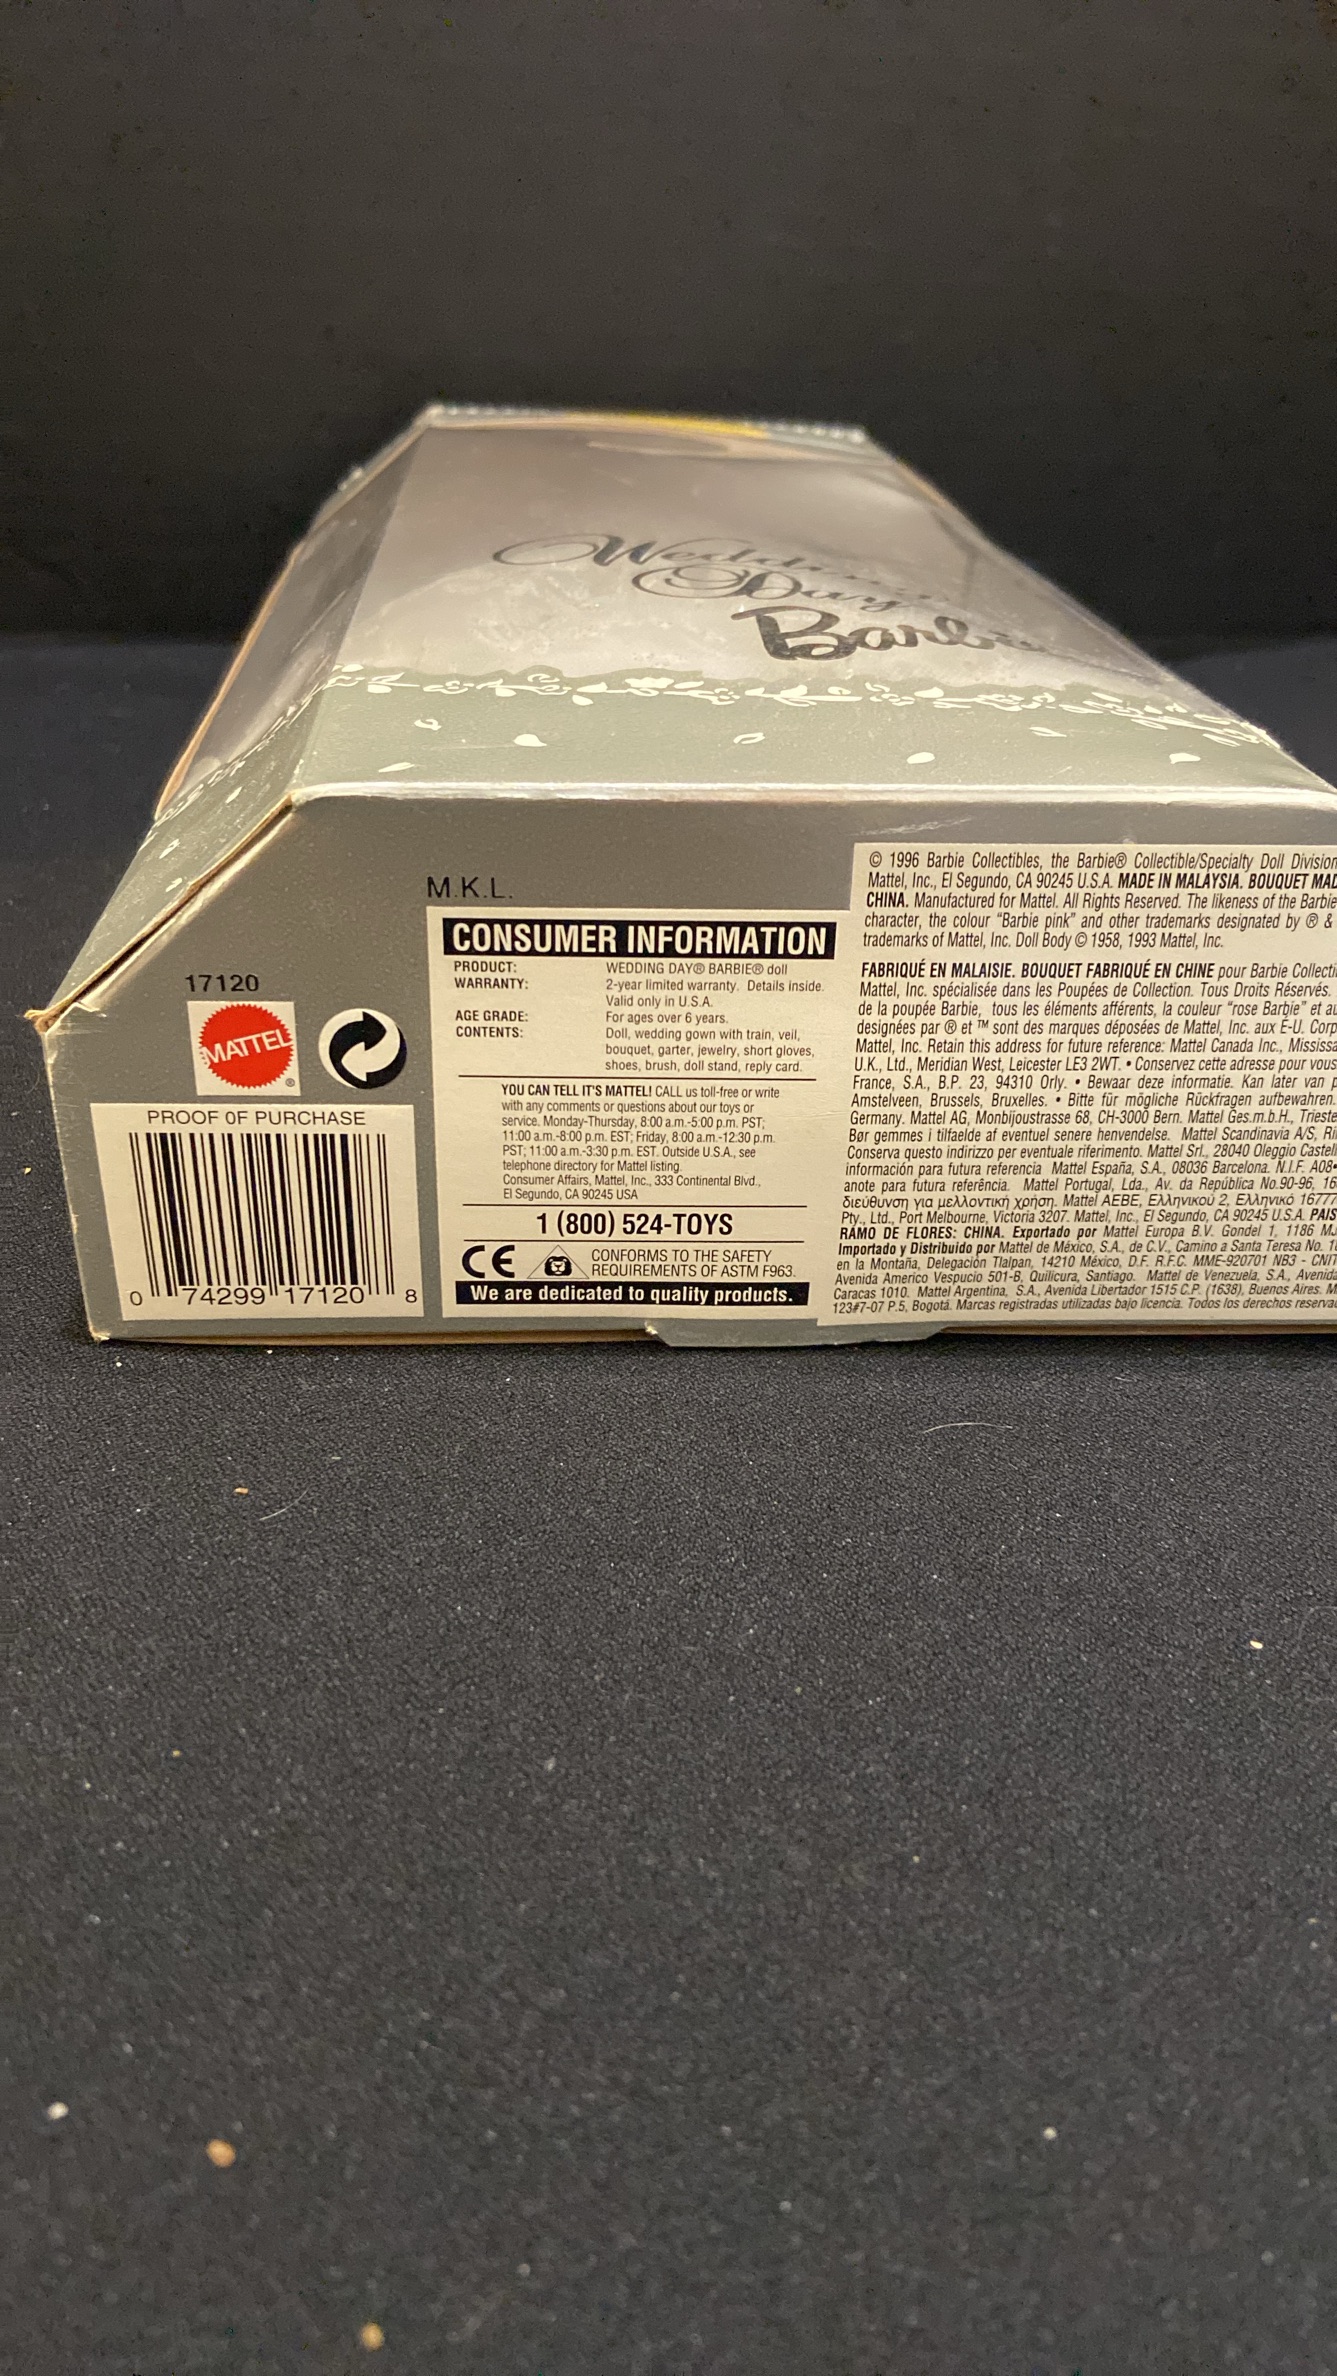 Wedding
Day
Barbie
M.K.L.
17120
MATTEL
®
PROOF OF PURCHASE
0 74299 17120 8
CONSUMER INFORMATION
PRODUCT: WEDDING DAY® BARBIE® doll
WARRANTY: 2-year limited warranty. Details inside.
Valid only in U.S.A.
AGE GRADE: For ages over 6 years.
CONTENTS: Doll, wedding gown with train, veil,
bouquet, garter, jewelry, short gloves,
shoes, brush, doll stand, reply card.
YOU CAN TELL IT'S MATTEL! CALL us toll-free or write
with any comments or questions about our toys or
service. Monday-Thursday, 8:00 a.m.-5:00 p.m. PST;
11:00 a.m.-8:00 p.m. EST; Friday, 8:00 a.m.-12:30 p.m.
PST; 11:00 a.m.-3:30 p.m. EST. Outside U.S.A., see
telephone directory for Mattel listing.
Consumer Affairs, Mattel, Inc., 333 Continental Blvd.,
El Segundo, CA 90245 USA
1 (800) 524-TOYS
CE CONFORMS TO THE SAFETY
REQUIREMENTS OF ASTM F963.
We are dedicated to quality products.
© 1996 Barbie Collectibles, the Barbie® Collectible/Specialty Doll Division
Mattel, Inc., El Segundo, CA 90245 U.S.A. MADE IN MALAYSIA. BOUQUET MAD
CHINA. Manufactured for Mattel. All Rights Reserved. The likeness of the Barbie
character, the colour "Barbie pink" and other trademarks designated by ® &
trademarks of Mattel, Inc. Doll Body © 1958, 1993 Mattel, Inc.
FABRIQUÉ EN MALAISIE. BOUQUET FABRIQUÉ EN CHINE pour Barbie Collecti
Mattel, Inc. spécialisée dans les Poupées de Collection. Tous Droits Réservés.
de la poupée Barbie, tous les éléments afférents, la couleur "rose Barbie" et au
designées par ® et ™ sont des marques déposées de Mattel, Inc. aux É-U. Corp
Mattel, Inc. Retain this address for future reference: Mattel Canada Inc., Mississa
U.K., Ltd., Meridian West, Leicester LE3 2WT. • Conservez cette adresse pour vous
France, S.A., B.P. 23, 94310 Orly. • Bewaar deze informatie. Kan later van p
Amstelveen, Brussels, Bruxelles. • Bitte für mögliche Rückfragen aufbewahren.
Germany. Mattel AG, Monbijoustrasse 68, CH-3000 Bern. Mattel Ges.m.b.H., Trieste
Bør gemmes i tilfaelde af eventuel senere henvendelse. Mattel Scandinavia A/S, Ri
Conserva questo indirizzo per eventuale riferimento. Mattel Srl., 28040 Oleggio Castell
información para futura referencia Mattel España, S.A., 08036 Barcelona. N.I.F. A08-
anote para futura referência. Mattel Portugal, Lda., Av. da República No.90-96, 16
διεύθυνση για μελλοντική χρήση. Mattel AEBE, Ελληνικού 2, Ελληνικό 16777
Pty., Ltd., Port Melbourne, Victoria 3207. Mattel, Inc., El Segundo, CA 90245 U.S.A. PAIS
RAMO DE FLORES: CHINA. Exportado por Mattel Europa B.V. Gondel 1, 1186 MJ
Importado y Distribuido por Mattel de México, S.A., de C.V., Camino a Santa Teresa No. 10
en la Montaña, Delegación Tlalpan, 14210 México, D.F. R.F.C. MME-920701 NB3 - CNIT
Avenida Americo Vespucio 501-B, Quilicura, Santiago. Mattel de Venezuela, S.A., Avenida
Caracas 1010. Mattel Argentina, S.A., Avenida Libertador 1515 C.P. (1638), Buenos Aires. M
123#7-07 P.5, Bogotá. Marcas registradas utilizadas bajo licencia. Todos los derechos reserva